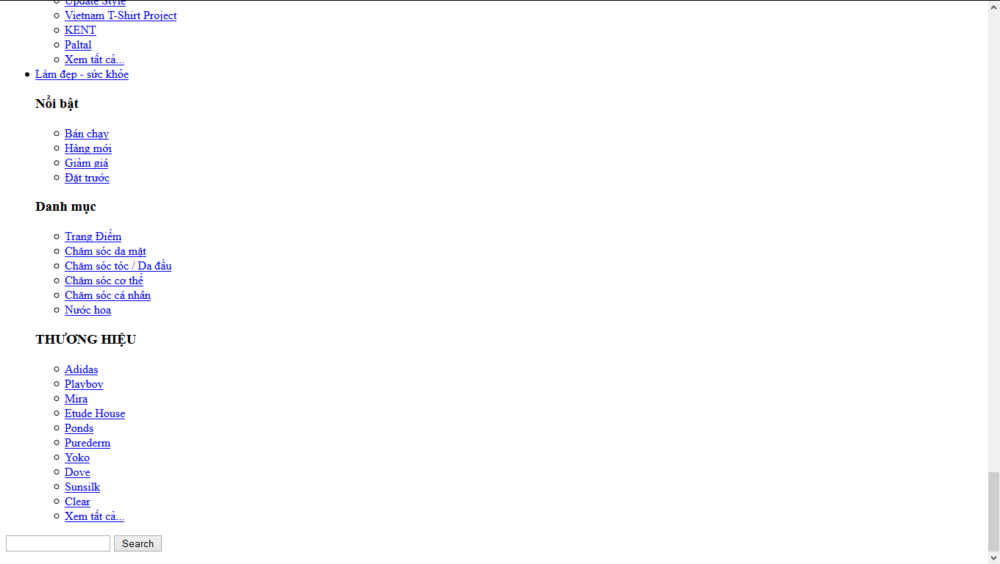 Update Style
Vietnam T-Shirt Project
KENT
Paltal
Xem tất cả...
Làm đẹp - sức khỏe
Nổi bật
Bán chạy
Hàng mới
Giảm giá
Đặt trước
Danh mục
Trang Điểm
Chăm sóc da mặt
Chăm sóc tóc / Da đầu
Chăm sóc cơ thể
Chăm sóc cá nhân
Nước hoa
THƯƠNG HIỆU
Adidas
Playboy
Mira
Etude House
Ponds
Purederm
Yoko
Dove
Sunsilk
Clear
Xem tất cả...
Search